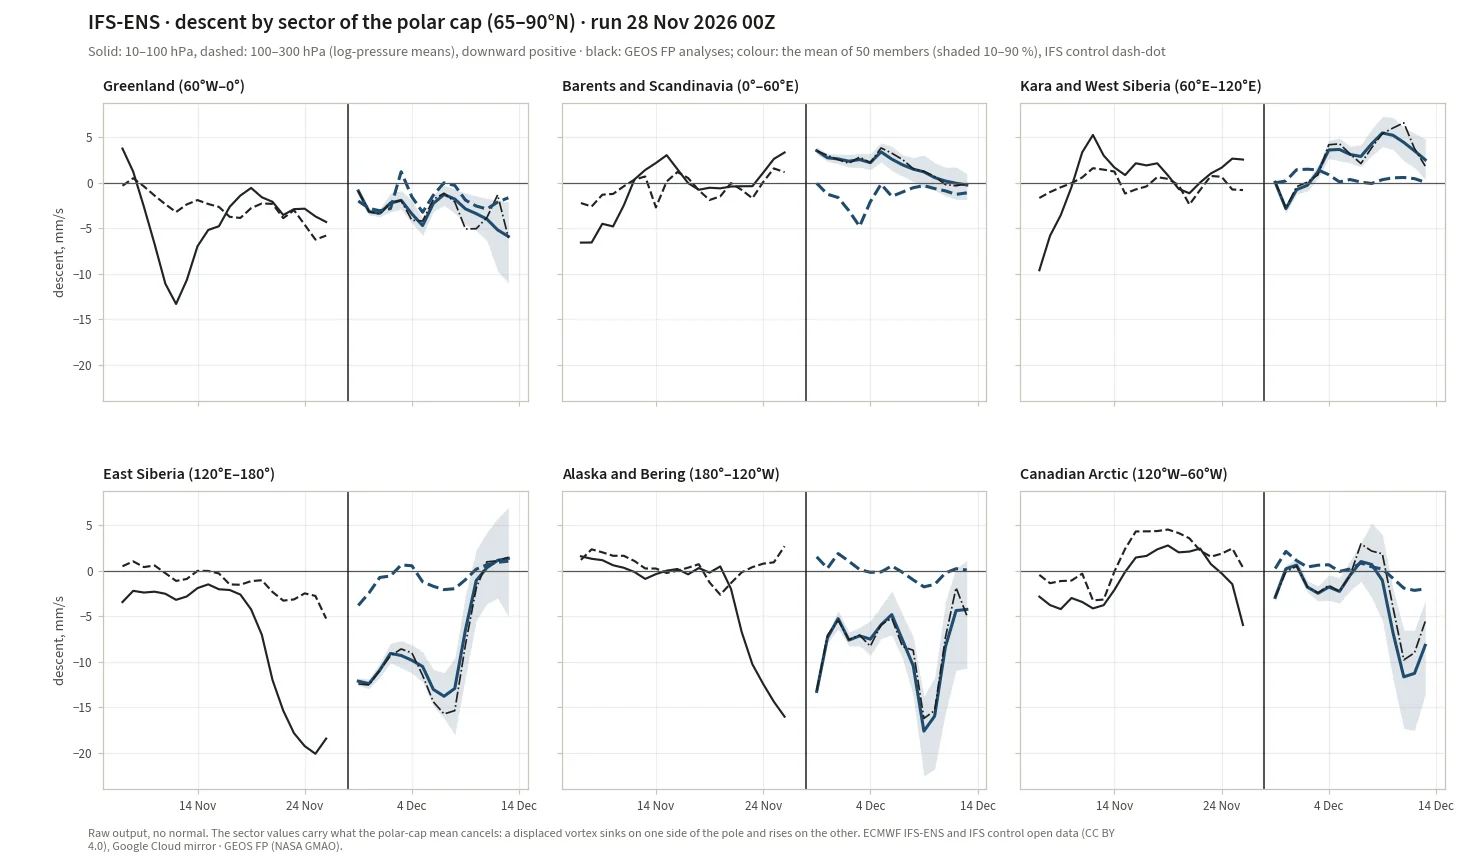 IFS-ENS · descent by sector of the polar cap (65–90°N) · run 28 Nov 2026 00Z
Solid: 10–100 hPa, dashed: 100–300 hPa (log-pressure means), downward positive · black: GEOS FP analyses; colour: the mean of 50 members (shaded 10–90 %), IFS control dash-dot
Greenland (60°W–0°)
Barents and Scandinavia (0°–60°E)
Kara and West Siberia (60°E–120°E)
descent, mm/s
5
0
−5
−10
−15
−20
East Siberia (120°E–180°)
Alaska and Bering (180°–120°W)
Canadian Arctic (120°W–60°W)
descent, mm/s
5
0
−5
−10
−15
−20
14 Nov 24 Nov 4 Dec 14 Dec
14 Nov 24 Nov 4 Dec 14 Dec
14 Nov 24 Nov 4 Dec 14 Dec
Raw output, no normal. The sector values carry what the polar-cap mean cancels: a displaced vortex sinks on one side of the pole and rises on the other. ECMWF IFS-ENS and IFS control open data (CC BY
4.0), Google Cloud mirror · GEOS FP (NASA GMAO).